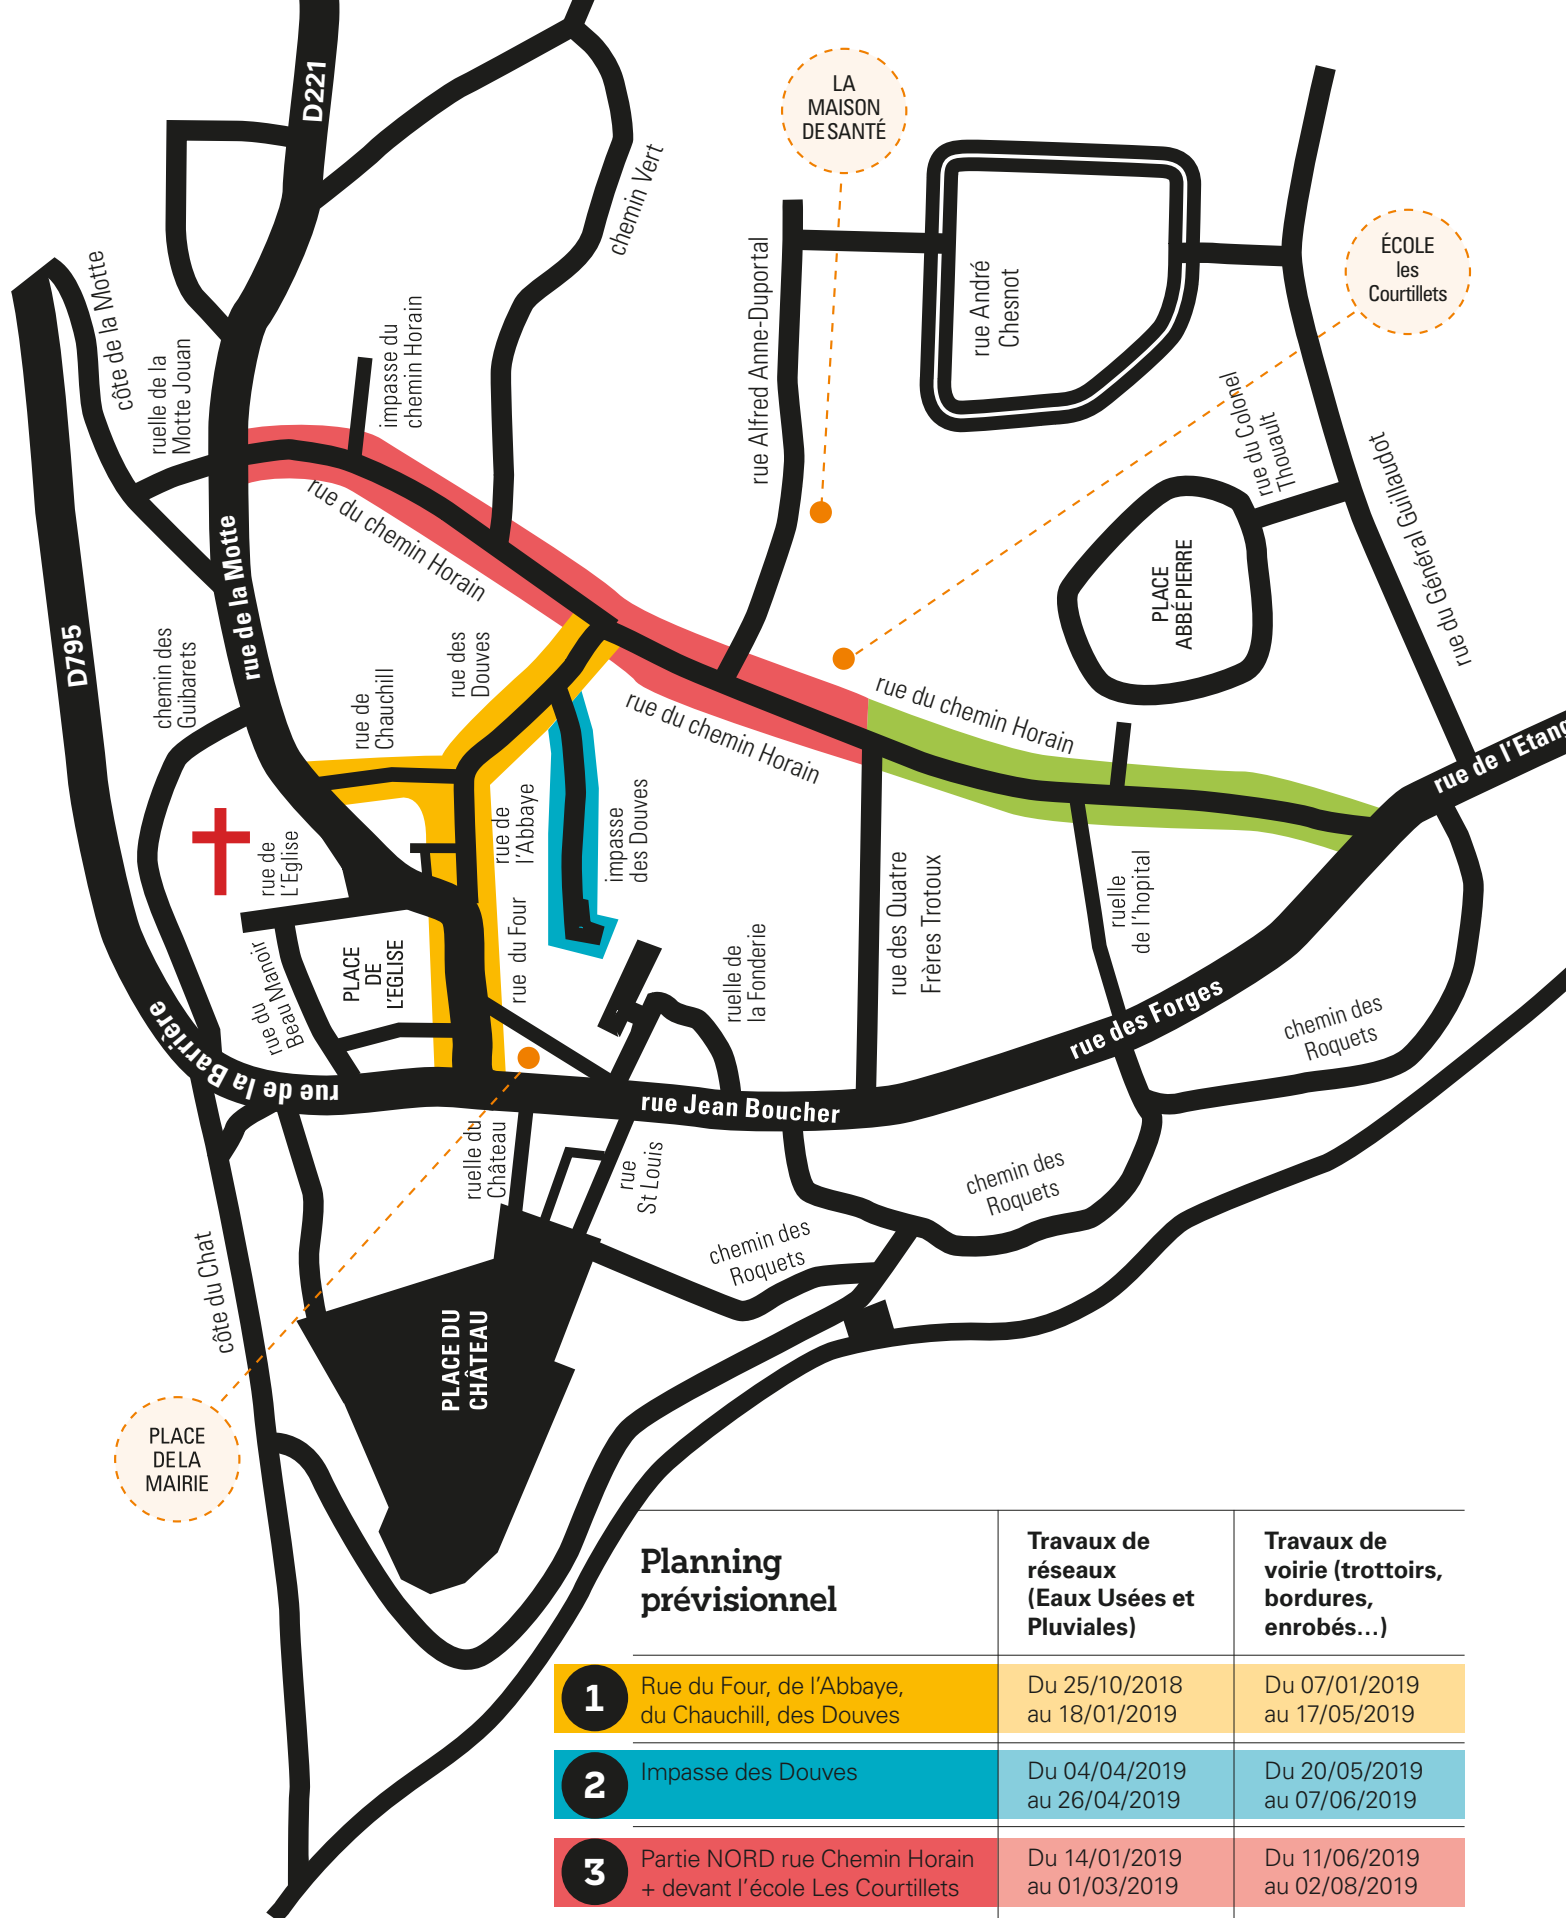 D221
LA
MAISON
DE SANTÉ
chemin Vert
ÉCOLE
les
Courtillets
côte de la Motte
ruelle de la
Motte Jouan
impasse du
chemin Horain
rue Alfred Anne-Duportal
rue André
Chesnot
rue du Colonel
Thouault
rue du Général Guillaudot
rue du chemin Horain
rue de la Motte
PLACE
ABBÉPIERRE
D795
chemin des
Guibarets
rue de
Chauchill
rue des
Douves
rue du chemin Horain
rue du chemin Horain
rue de l'Etang
rue de
L'Eglise
rue de
l'Abbaye
impasse
des Douves
rue des Quatre
Frères Trotoux
ruelle
de l'hopital
rue du
Beau Manoir
PLACE
DE
L'EGLISE
rue du Four
ruelle de
la Fonderie
rue des Forges
chemin des
Roquets
rue de la Barrière
rue Jean Boucher
ruelle du
Château
rue
St Louis
chemin des
Roquets
chemin des
Roquets
côte du Chat
PLACE DU
CHÂTEAU
PLACE
DE LA
MAIRIE
Planning
prévisionnel
Travaux de
réseaux
(Eaux Usées et
Pluviales)
Travaux de
voirie (trottoirs,
bordures,
enrobés...)
1
Rue du Four, de l'Abbaye,
du Chauchill, des Douves
Du 25/10/2018
au 18/01/2019
Du 07/01/2019
au 17/05/2019
2
Impasse des Douves
Du 04/04/2019
au 26/04/2019
Du 20/05/2019
au 07/06/2019
3
Partie NORD rue Chemin Horain
+ devant l'école Les Courtillets
Du 14/01/2019
au 01/03/2019
Du 11/06/2019
au 02/08/2019